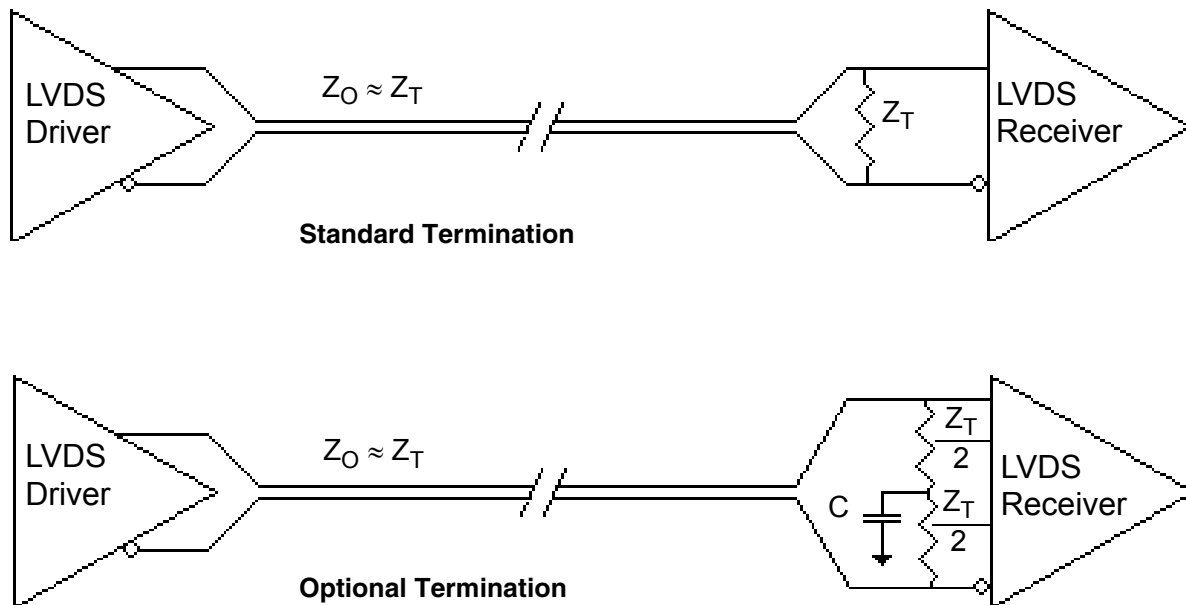 LVDS
Driver
Z_O ≈ Z_T
Z_T
LVDS
Receiver
Standard Termination
LVDS
Driver
Z_O ≈ Z_T
Z_T
2
C
Z_T
2
LVDS
Receiver
Optional Termination